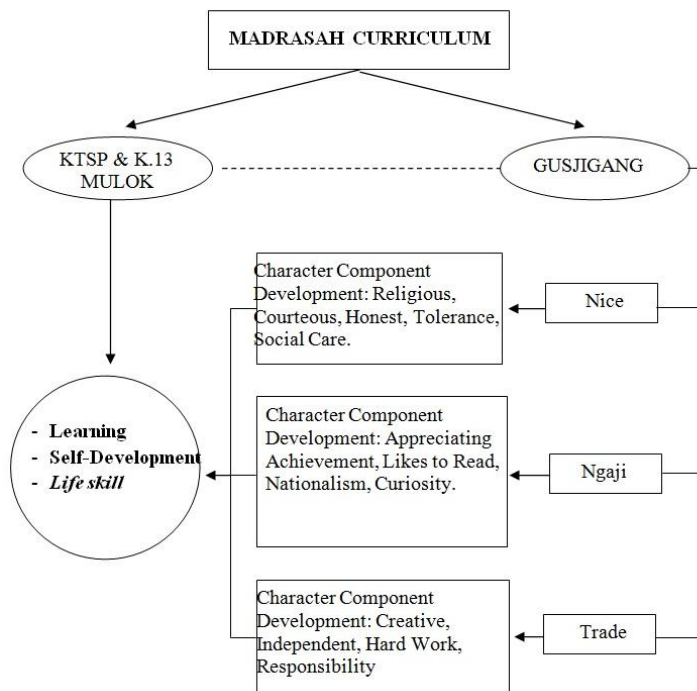 MADRASAH CURRICULUM
KTSP & K.13
MULOK
GUSJIGANG
Character Component
Development: Religious,
Courteous, Honest, Tolerance,
Social Care.
Nice
- Learning
- Self-Development
- Life skill
Character Component
Development: Appreciating
Achievement, Likes to Read,
Nationalism, Curiosity.
Ngaji
Character Component
Development: Creative,
Independent, Hard Work,
Responsibility
Trade